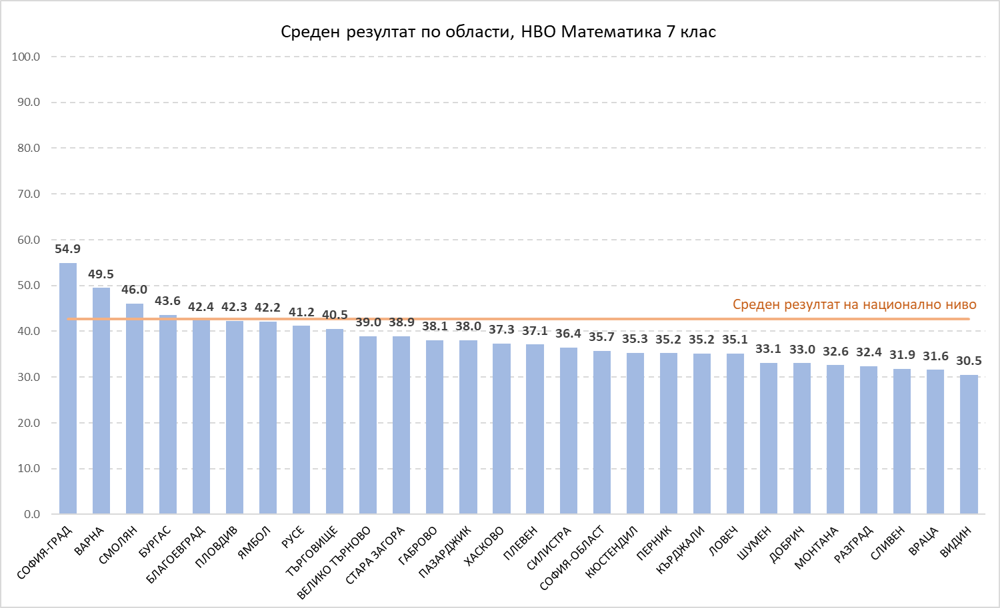 Среден резултат по области, НВО Математика 7 клас
100.0
90.0
80.0
70.0
60.0
50.0
40.0
30.0
20.0
10.0
0.0
54.9
49.5
46.0
43.6
42.4
42.3
42.2
41.2
40.5
39.0
38.9
38.1
38.0
37.3
37.1
36.4
35.7
35.3
35.2
35.2
35.1
33.1
33.0
32.6
32.4
31.9
31.6
30.5
Среден резултат на национално ниво
СОФИЯ-ГРАД
ВАРНА
СМОЛЯН
БУРГАС
БЛАГОЕВГРАД
ПЛОВДИВ
ЯМБОЛ
РУСЕ
ТЪРГОВИЩЕ
ВЕЛИКО ТЪРНОВО
СТАРА ЗАГОРА
ГАБРОВО
ПАЗАРДЖИК
ХАСКОВО
ПЛЕВЕН
СИЛИСТРА
СОФИЯ-ОБЛАСТ
КЮСТЕНДИЛ
ПЕРНИК
КЪРДЖАЛИ
ЛОВЕЧ
ШУМЕН
ДОБРИЧ
МОНТАНА
РАЗГРАД
СЛИВЕН
ВРАЦА
ВИДИН